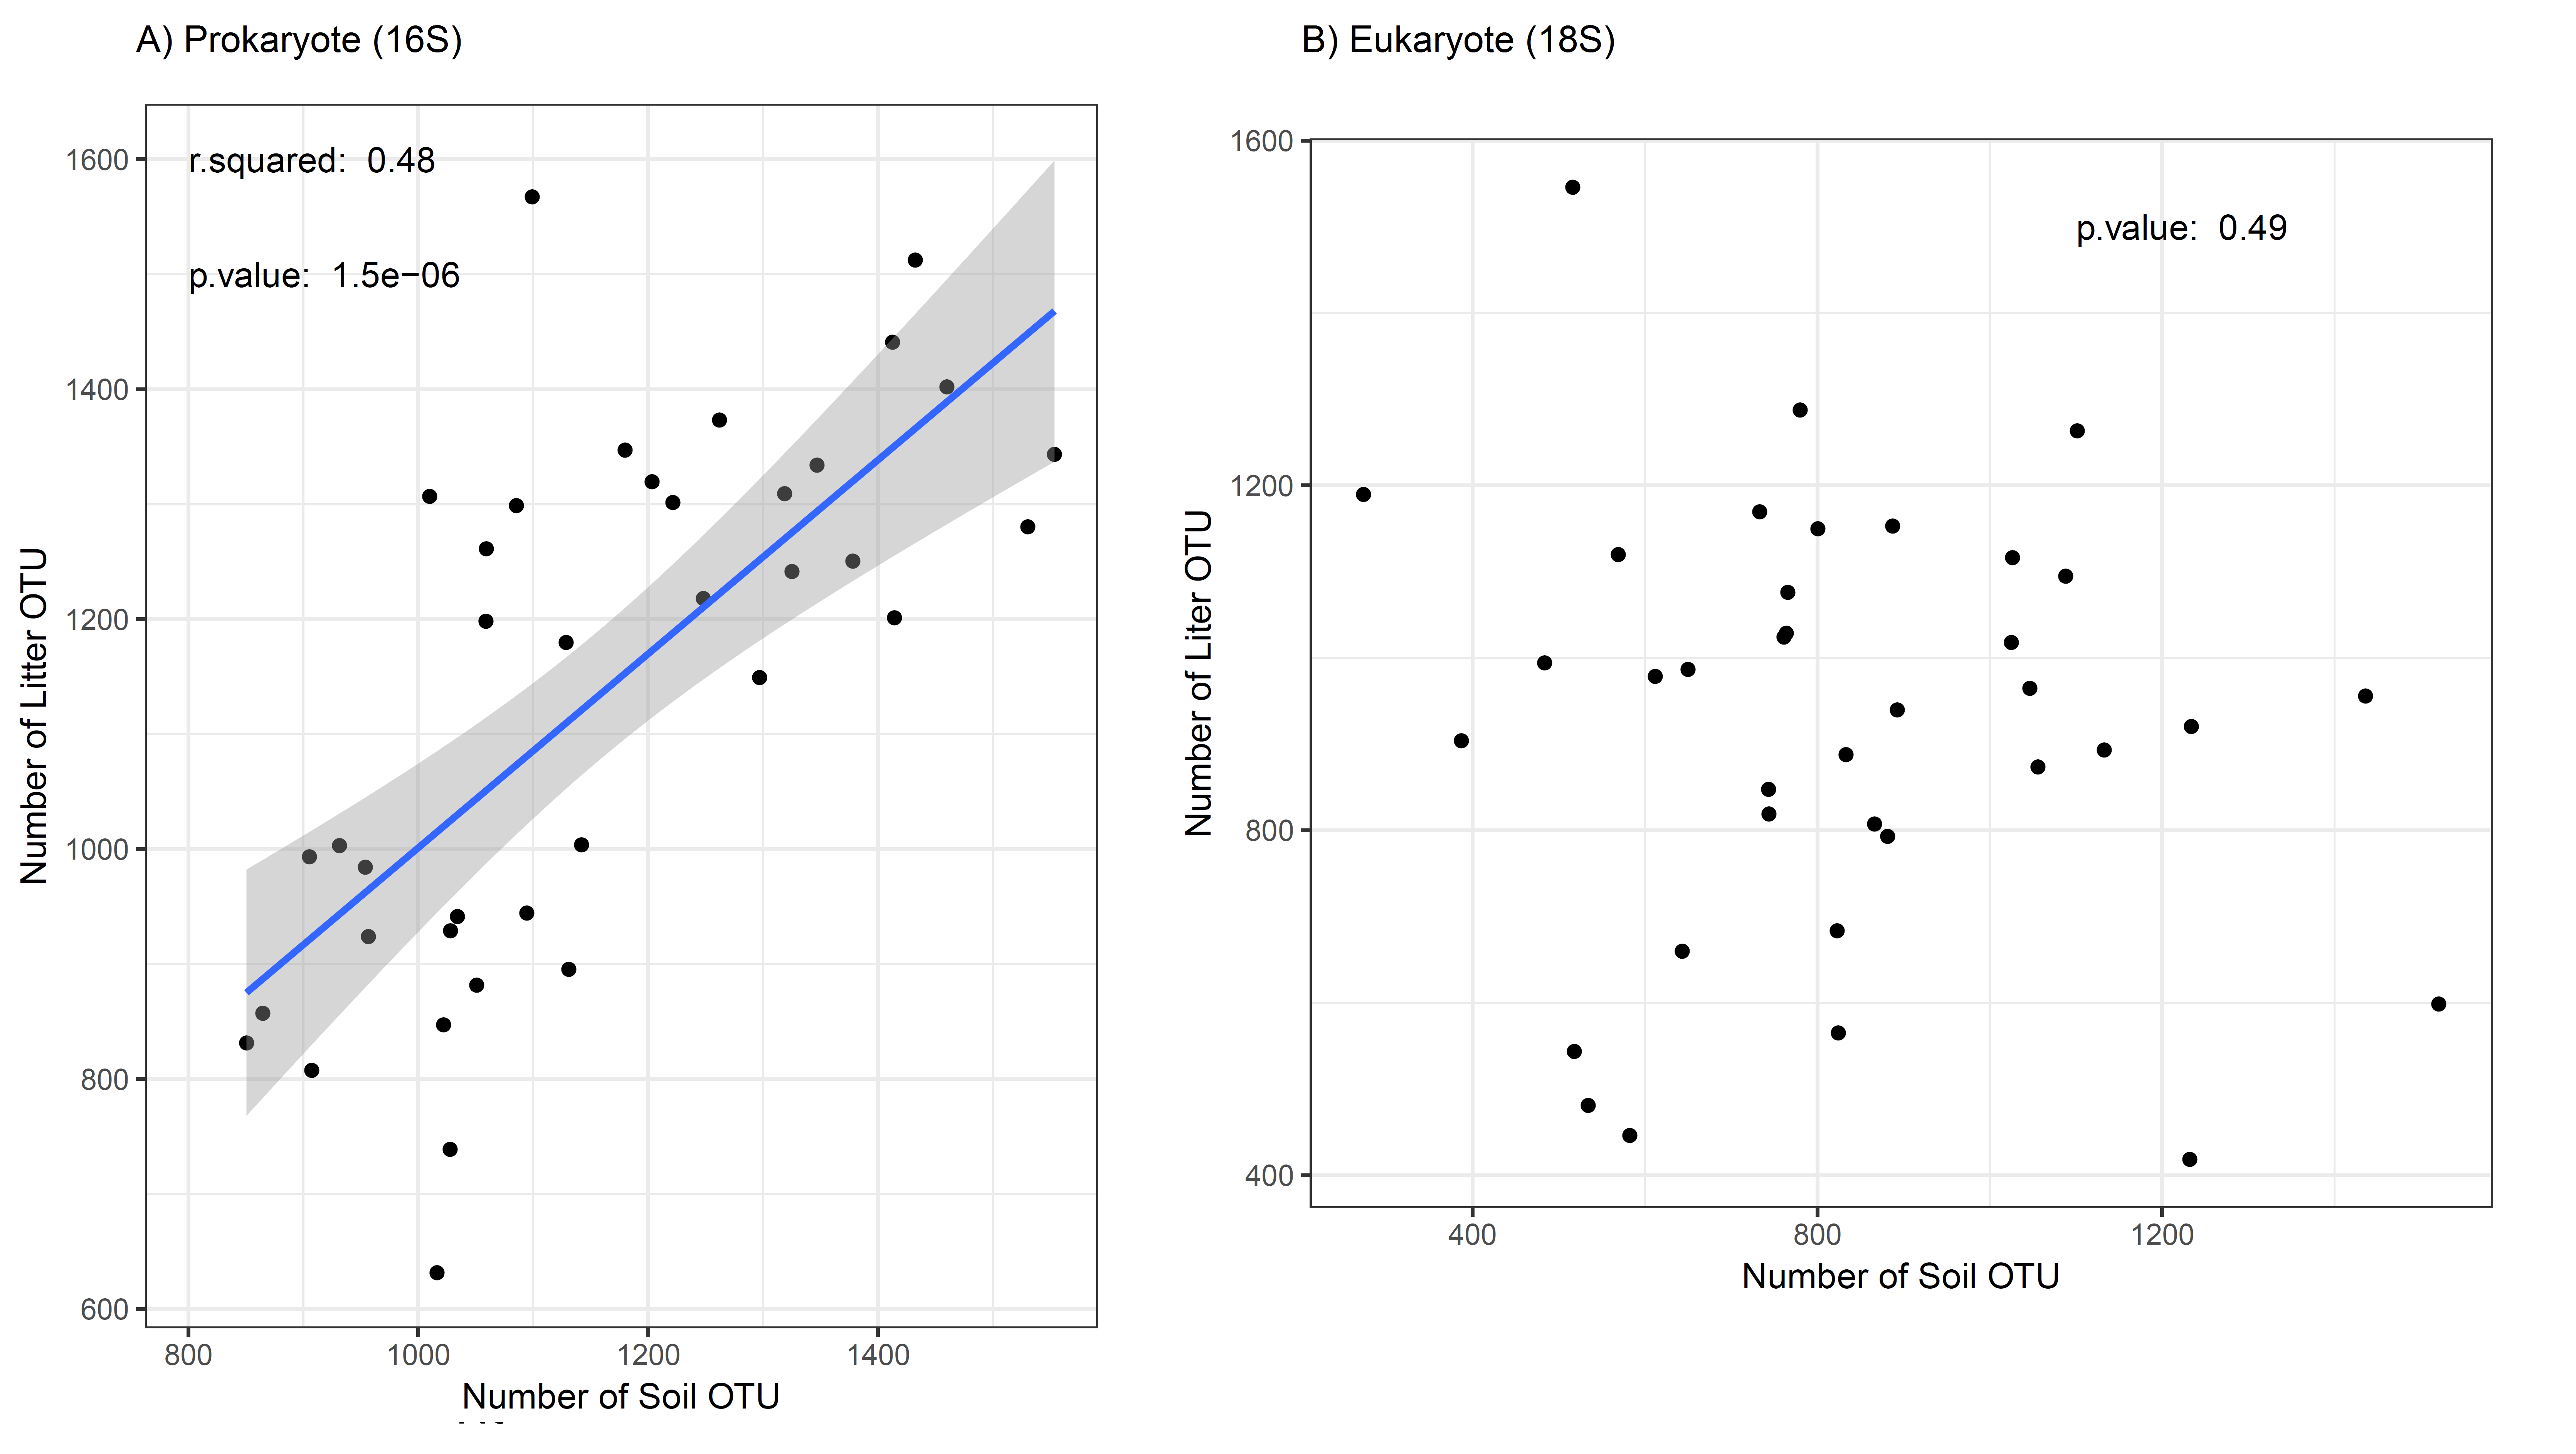 A) Prokaryote (16S)
r.squared: 0.48
p.value: 1.5e−06
1600
1400
1200
1000
800
600
Number of Litter OTU
800 1000 1200 1400
Number of Soil OTU
B) Eukaryote (18S)
p.value: 0.49
1600
1200
800
400
Number of Liter OTU
400 800 1200
Number of Soil OTU